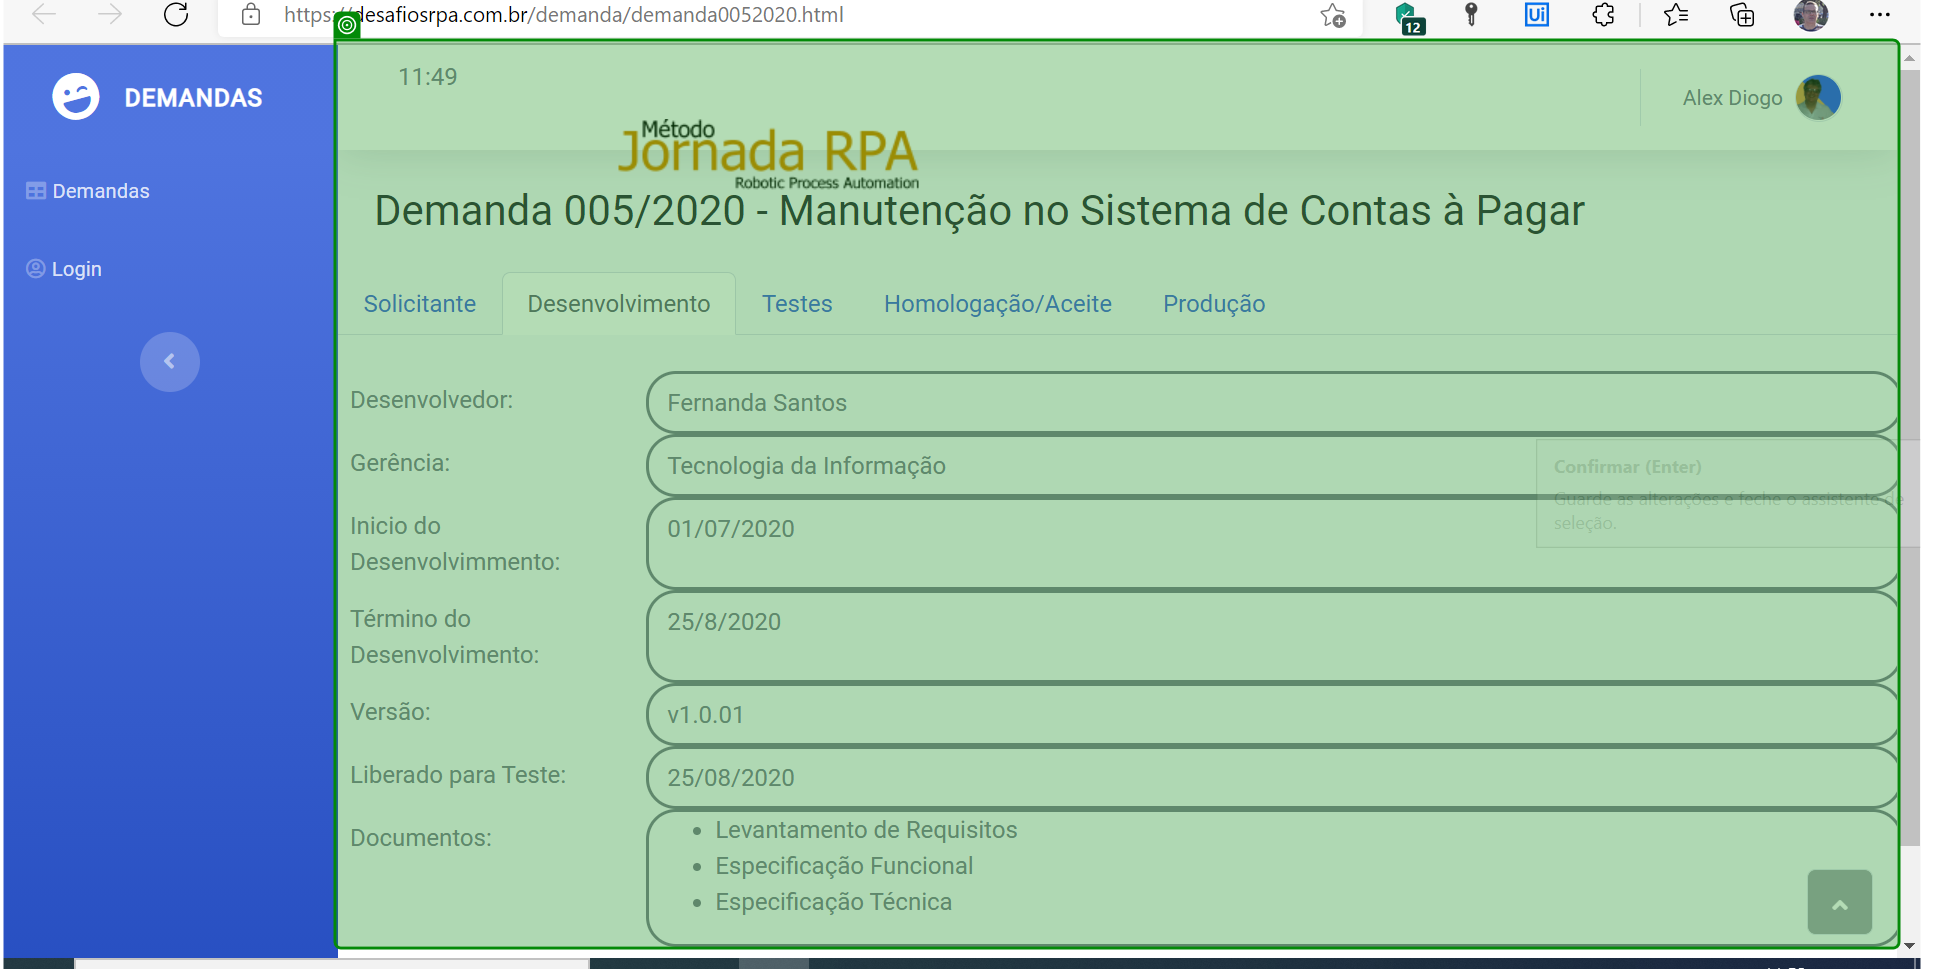 https://desafiosrpa.com.br/demanda/demanda0052020.html
12
Ui
DEMANDAS
11:49
Alex Diogo
Método
Jornada RPA
Robotic Process Automation
Demandas
Demanda 005/2020 - Manutenção no Sistema de Contas à Pagar
Login
Solicitante
Desenvolvimento
Testes
Homologação/Aceite
Produção
Desenvolvedor:
Fernanda Santos
Gerência:
Tecnologia da Informação
Confirmar (Enter)
Guarde as alterações e feche o assistente de
seleção.
Inicio do
Desenvolvimmento:
01/07/2020
Término do
Desenvolvimento:
25/8/2020
Versão:
v1.0.01
Liberado para Teste:
25/08/2020
Documentos:
• Levantamento de Requisitos
• Especificação Funcional
• Especificação Técnica